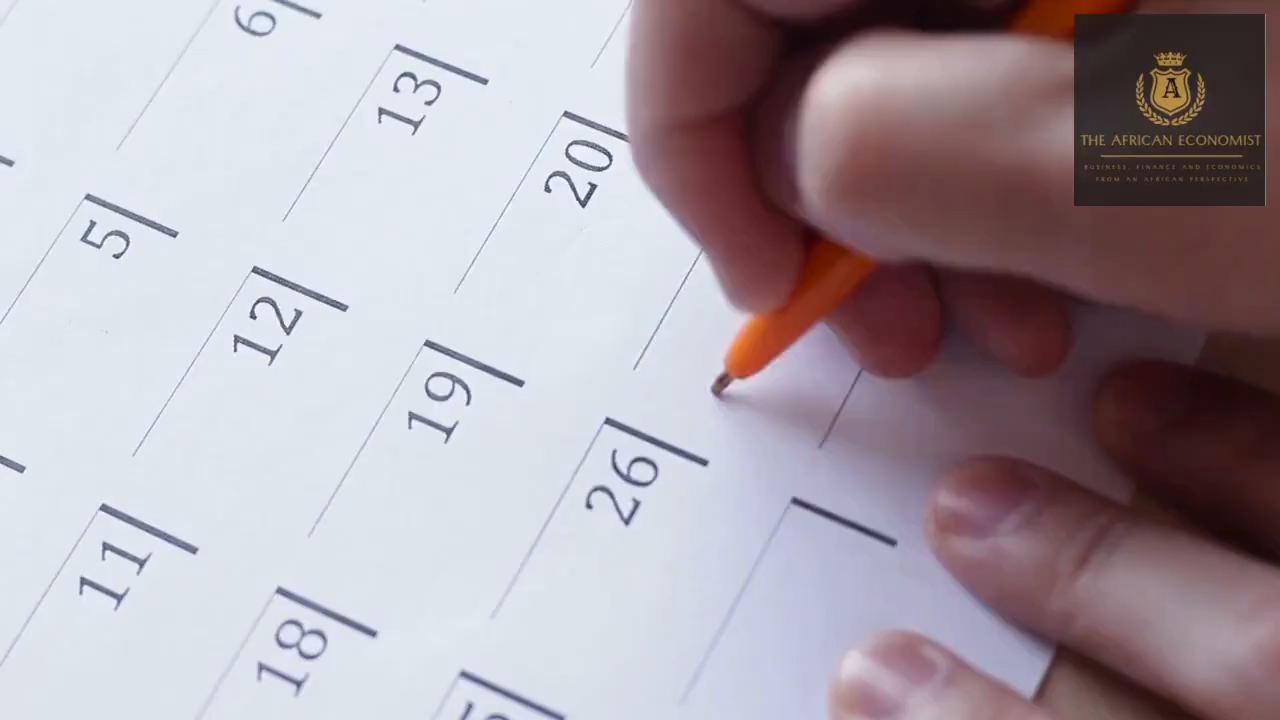 6
13
20
5
12
19
26
11
18
A
THE AFRICAN ECONOMIST
BUSINESS, FINANCE AND ECONOMICS
FROM AN AFRICAN PERSPECTIVE